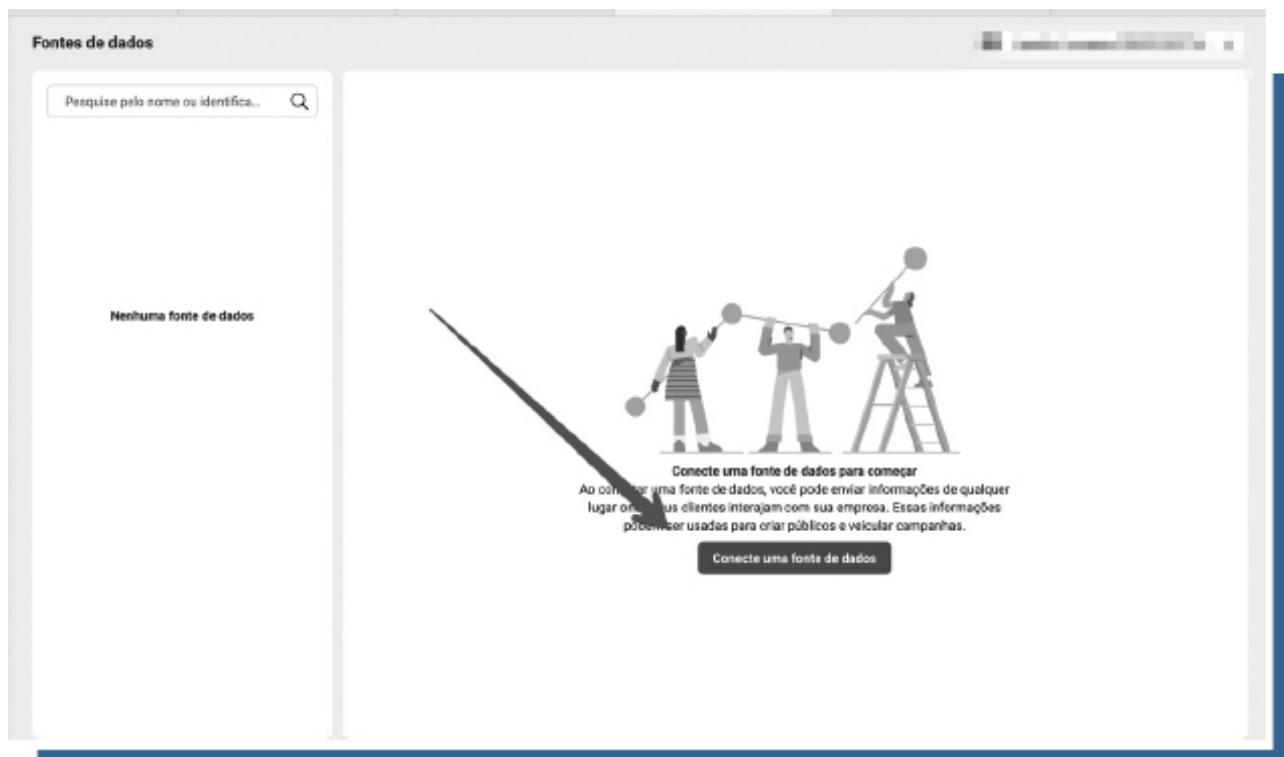 Fontes de dados
Pesquise pelo nome ou identifica...
Nenhuma fonte de dados
Conecte uma fonte de dados para começar
Ao uma fonte de dados, você pode enviar informações de qualquer
lugar clientes interajam com sua empresa. Essas informações
ser usadas para criar públicos e veicular campanhas.
Conecte uma fonte de dados